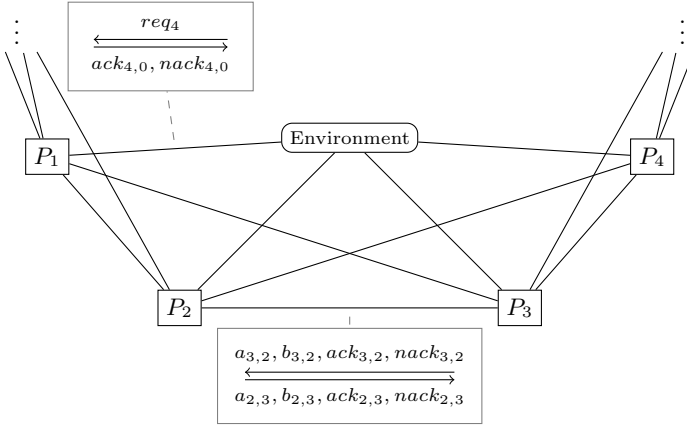 req₄
ack₄,₀, nack₄,₀
⋮
⋮
Environment
P₁
P₄
P₂
P₃
a₃,₂, b₃,₂, ack₃,₂, nack₃,₂
a₂,₃, b₂,₃, ack₂,₃, nack₂,₃